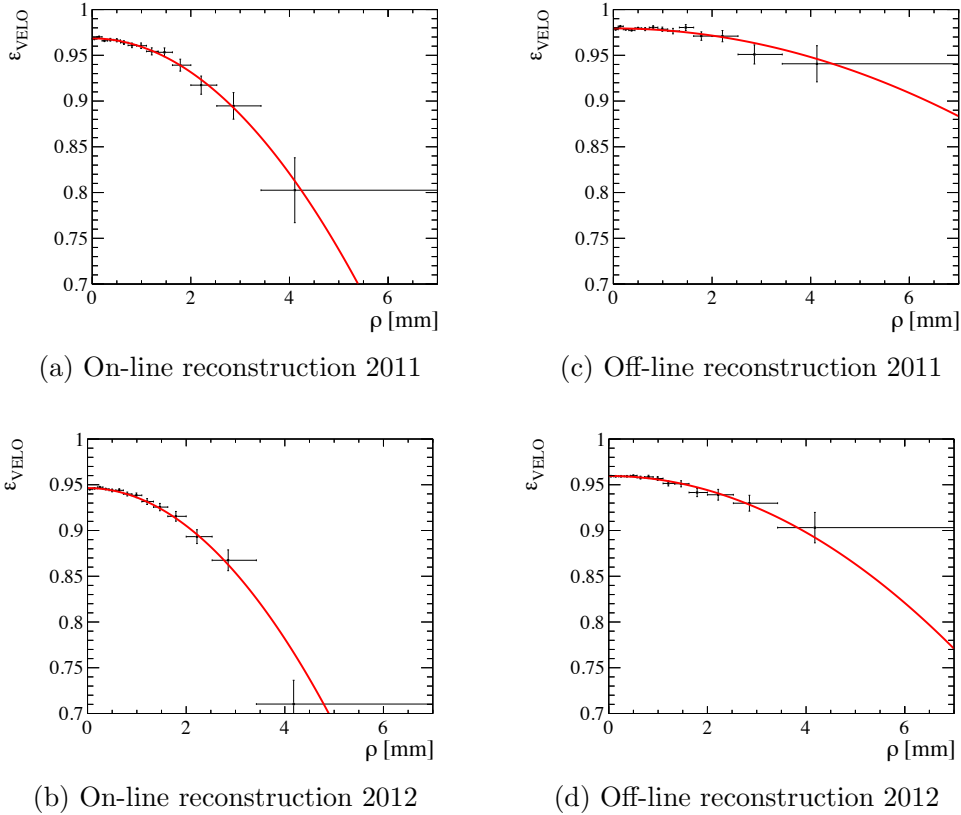 ε_VELO
1
0.95
0.9
0.85
0.8
0.75
0.7
0 2 4 6
ρ [mm]
(a) On-line reconstruction 2011
ε_VELO
1
0.95
0.9
0.85
0.8
0.75
0.7
0 2 4 6
ρ [mm]
(c) Off-line reconstruction 2011
ε_VELO
1
0.95
0.9
0.85
0.8
0.75
0.7
0 2 4 6
ρ [mm]
(b) On-line reconstruction 2012
ε_VELO
1
0.95
0.9
0.85
0.8
0.75
0.7
0 2 4 6
ρ [mm]
(d) Off-line reconstruction 2012